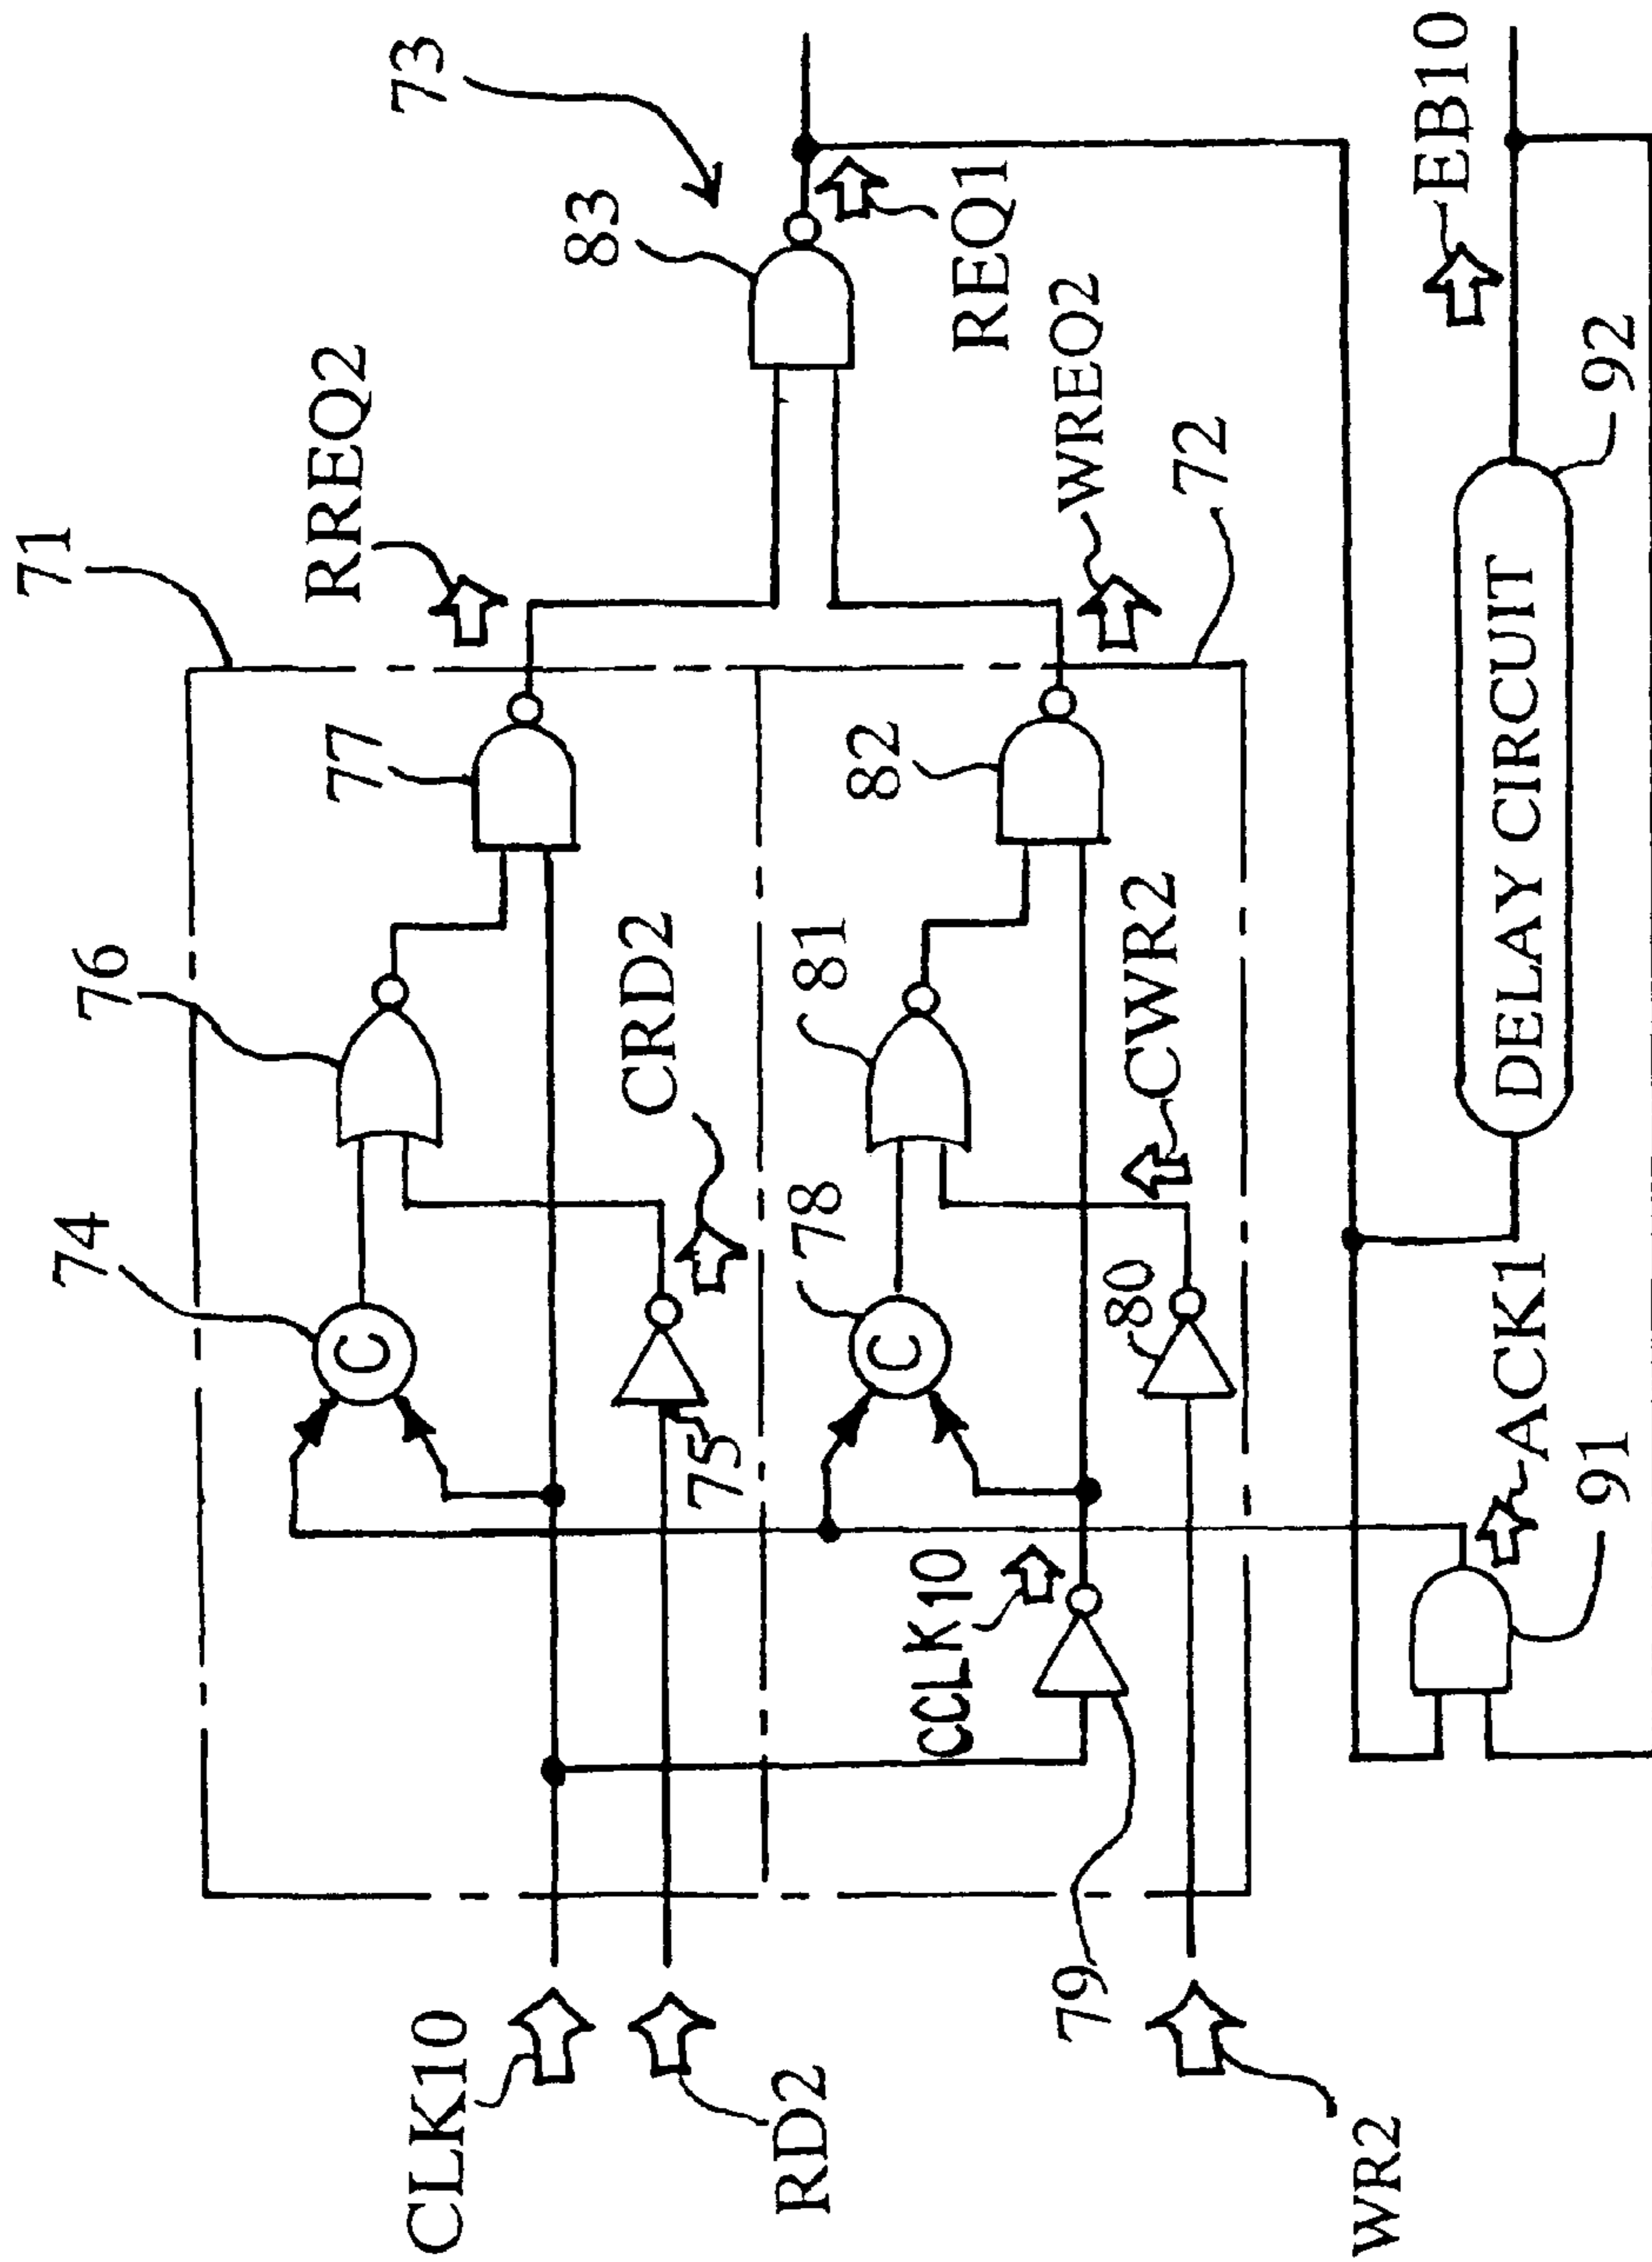 71
RREQ2
73
83
REQ1
WREQ2
72
EB10
76
77
74
CRD2
75
81
82
78
CWR2
80
CLK10
RD2
CCLK10
79
WR2
ACK1
91
DELAY CIRCUIT
92